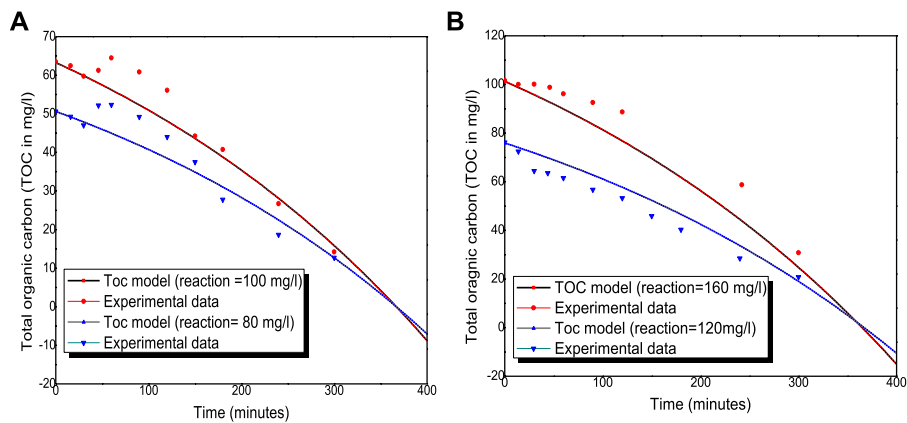 A
70
60
50
40
30
20
10
0
-10
-20
0
100
200
300
400
Total organic carbon (TOC in mg/l)
Time (minutes)
Toc model (reaction =100 mg/l)
Experimental data
Toc model (reaction= 80 mg/l)
Experimental data
B
120
100
80
60
40
20
0
-20
0
100
200
300
400
Total oragnic carbon (TOC in mg/l)
Time (minutes)
TOC model (reaction=160 mg/l)
Experimental data
Toc model (reaction=120mg/l)
Experimental data